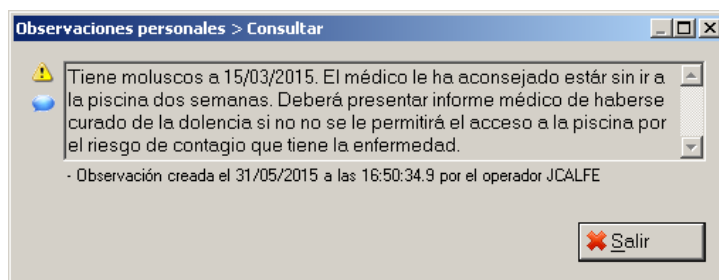 Observaciones personales > Consultar
Tiene moluscos a 15/03/2015. El médico le ha aconsejado estár sin ir a
la piscina dos semanas. Deberá presentar informe médico de haberse
curado de la dolencia si no no se le permitirá el acceso a la piscina por
el riesgo de contagio que tiene la enfermedad.
- Observación creada el 31/05/2015 a las 16:50:34.9 por el operador JCALFE
Salir